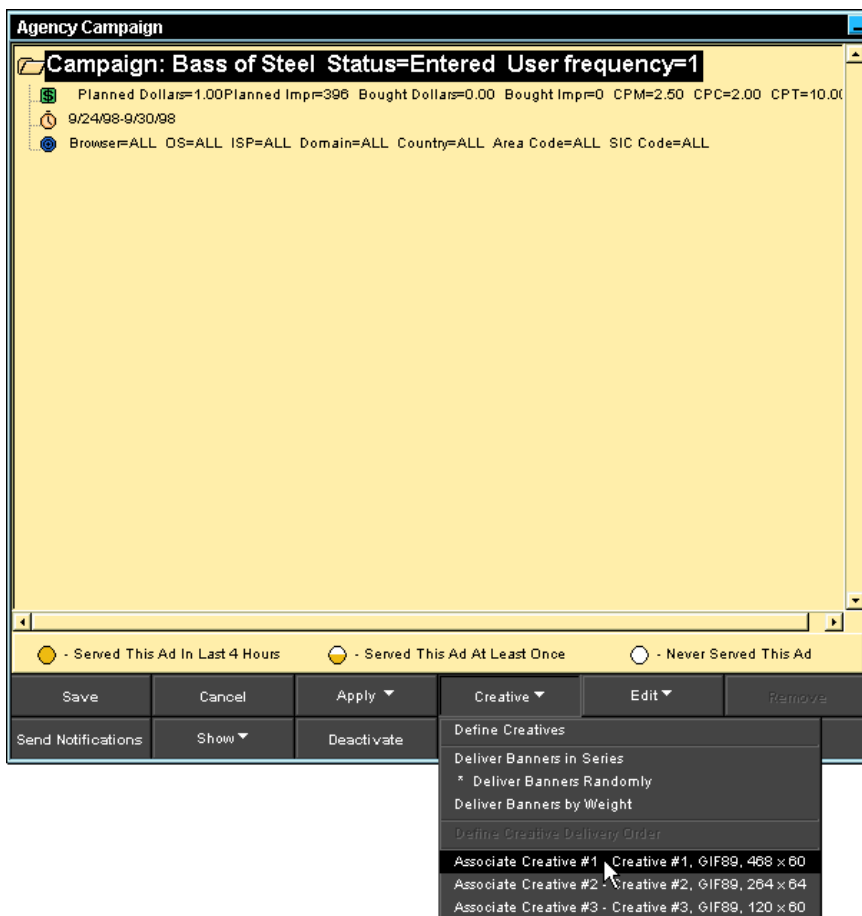 Agency Campaign
Campaign: Bass of Steel Status=Entered User frequency=1
Planned Dollars=1.00Planned Impr=396 Bought Dollars=0.00 Bought Impr=0 CPM=2.50 CPC=2.00 CPT=10.00
9/24/98-9/30/98
Browser=ALL OS=ALL ISP=ALL Domain=ALL Country=ALL Area Code=ALL SIC Code=ALL
- Served This Ad In Last 4 Hours - Served This Ad At Least Once - Never Served This Ad
Save Cancel Apply Creative Edit Remove
Send Notifications Show Deactivate
Define Creatives
Deliver Banners in Series
* Deliver Banners Randomly
Deliver Banners by Weight
Define Creative Delivery Order
Associate Creative #1 - Creative #1, GIF89, 468 x 60
Associate Creative #2 - Creative #2, GIF89, 264 x 64
Associate Creative #3 - Creative #3, GIF89, 120 x 60